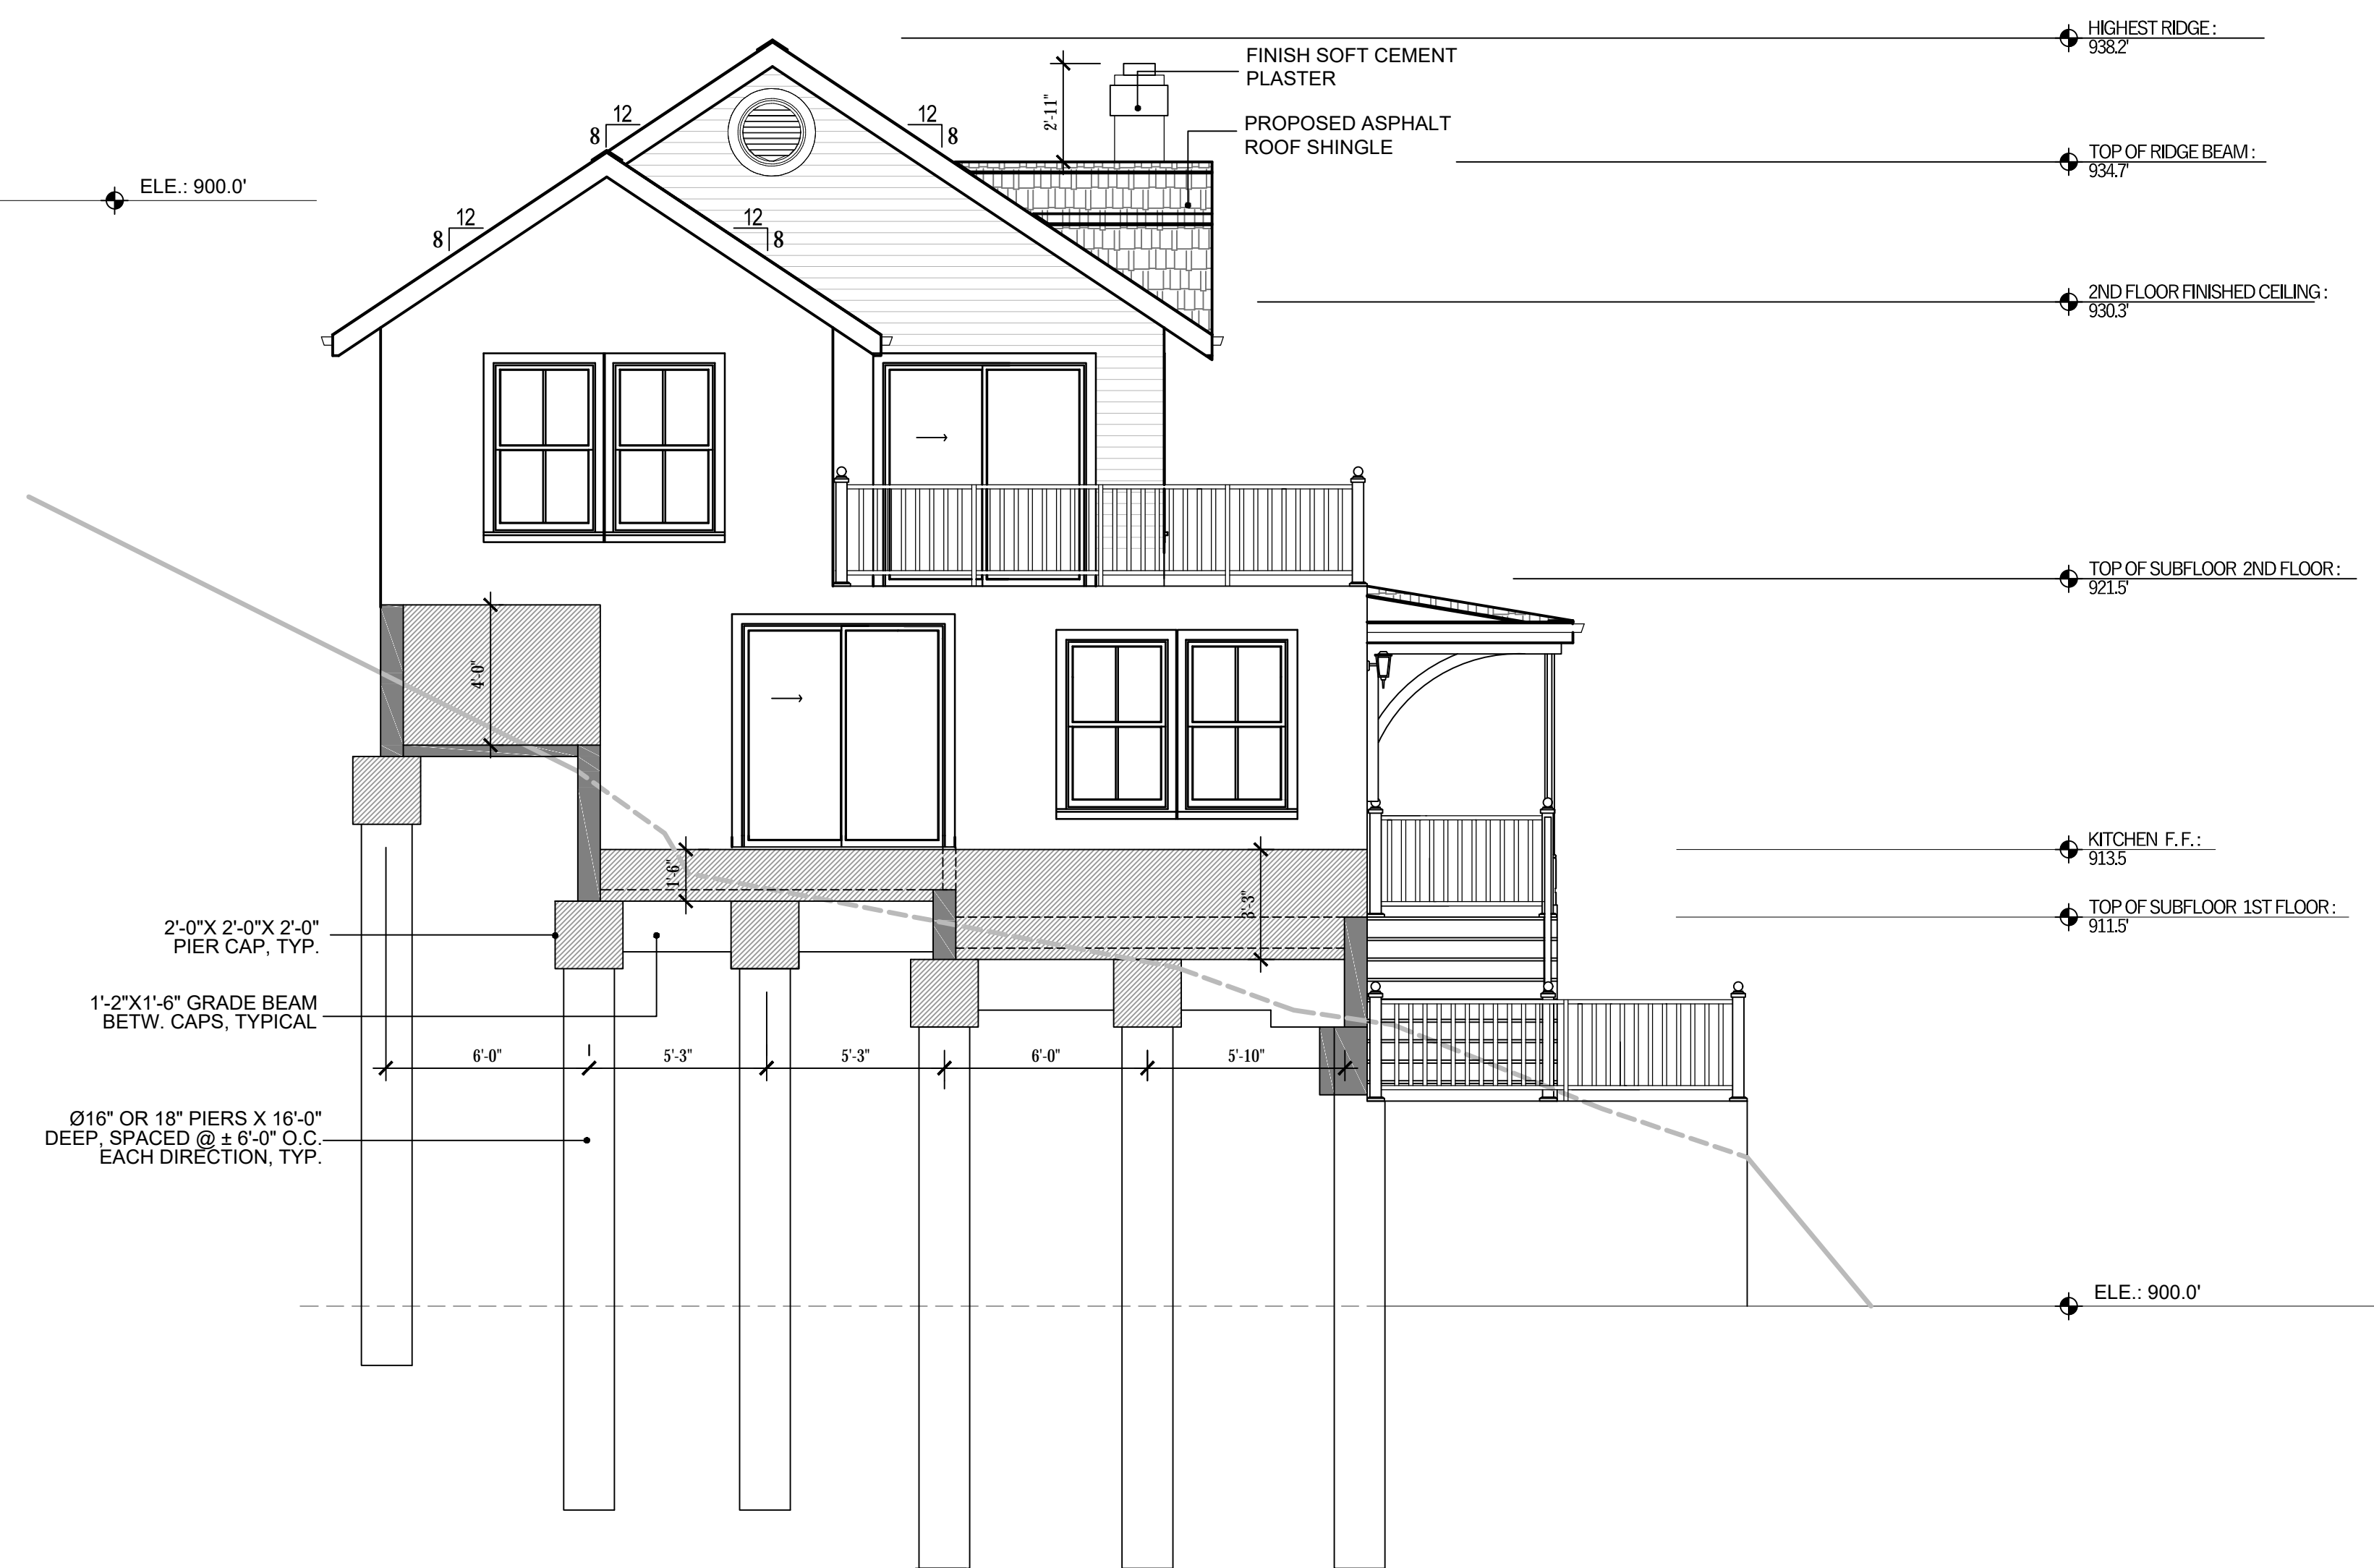 HIGHEST RIDGE:
938.2'
FINISH SOFT CEMENT
PLASTER
2'-11"
12
8
12
8
PROPOSED ASPHALT
ROOF SHINGLE
TOP OF RIDGE BEAM:
934.7'
ELE.: 900.0'
12
8
12
8
2ND FLOOR FINISHED CEILING:
930.3'
TOP OF SUBFLOOR 2ND FLOOR:
921.5'
4'-0"
KITCHEN F.F.:
913.5
1'-6"
3'-3"
TOP OF SUBFLOOR 1ST FLOOR:
911.5'
2'-0"X 2'-0"X 2'-0"
PIER CAP, TYP.
1'-2"X1'-6" GRADE BEAM
BETW. CAPS, TYPICAL
6'-0"
5'-3"
5'-3"
6'-0"
5'-10"
Ø16" OR 18" PIERS X 16'-0"
DEEP, SPACED @ ± 6'-0" O.C.
EACH DIRECTION, TYP.
ELE.: 900.0'